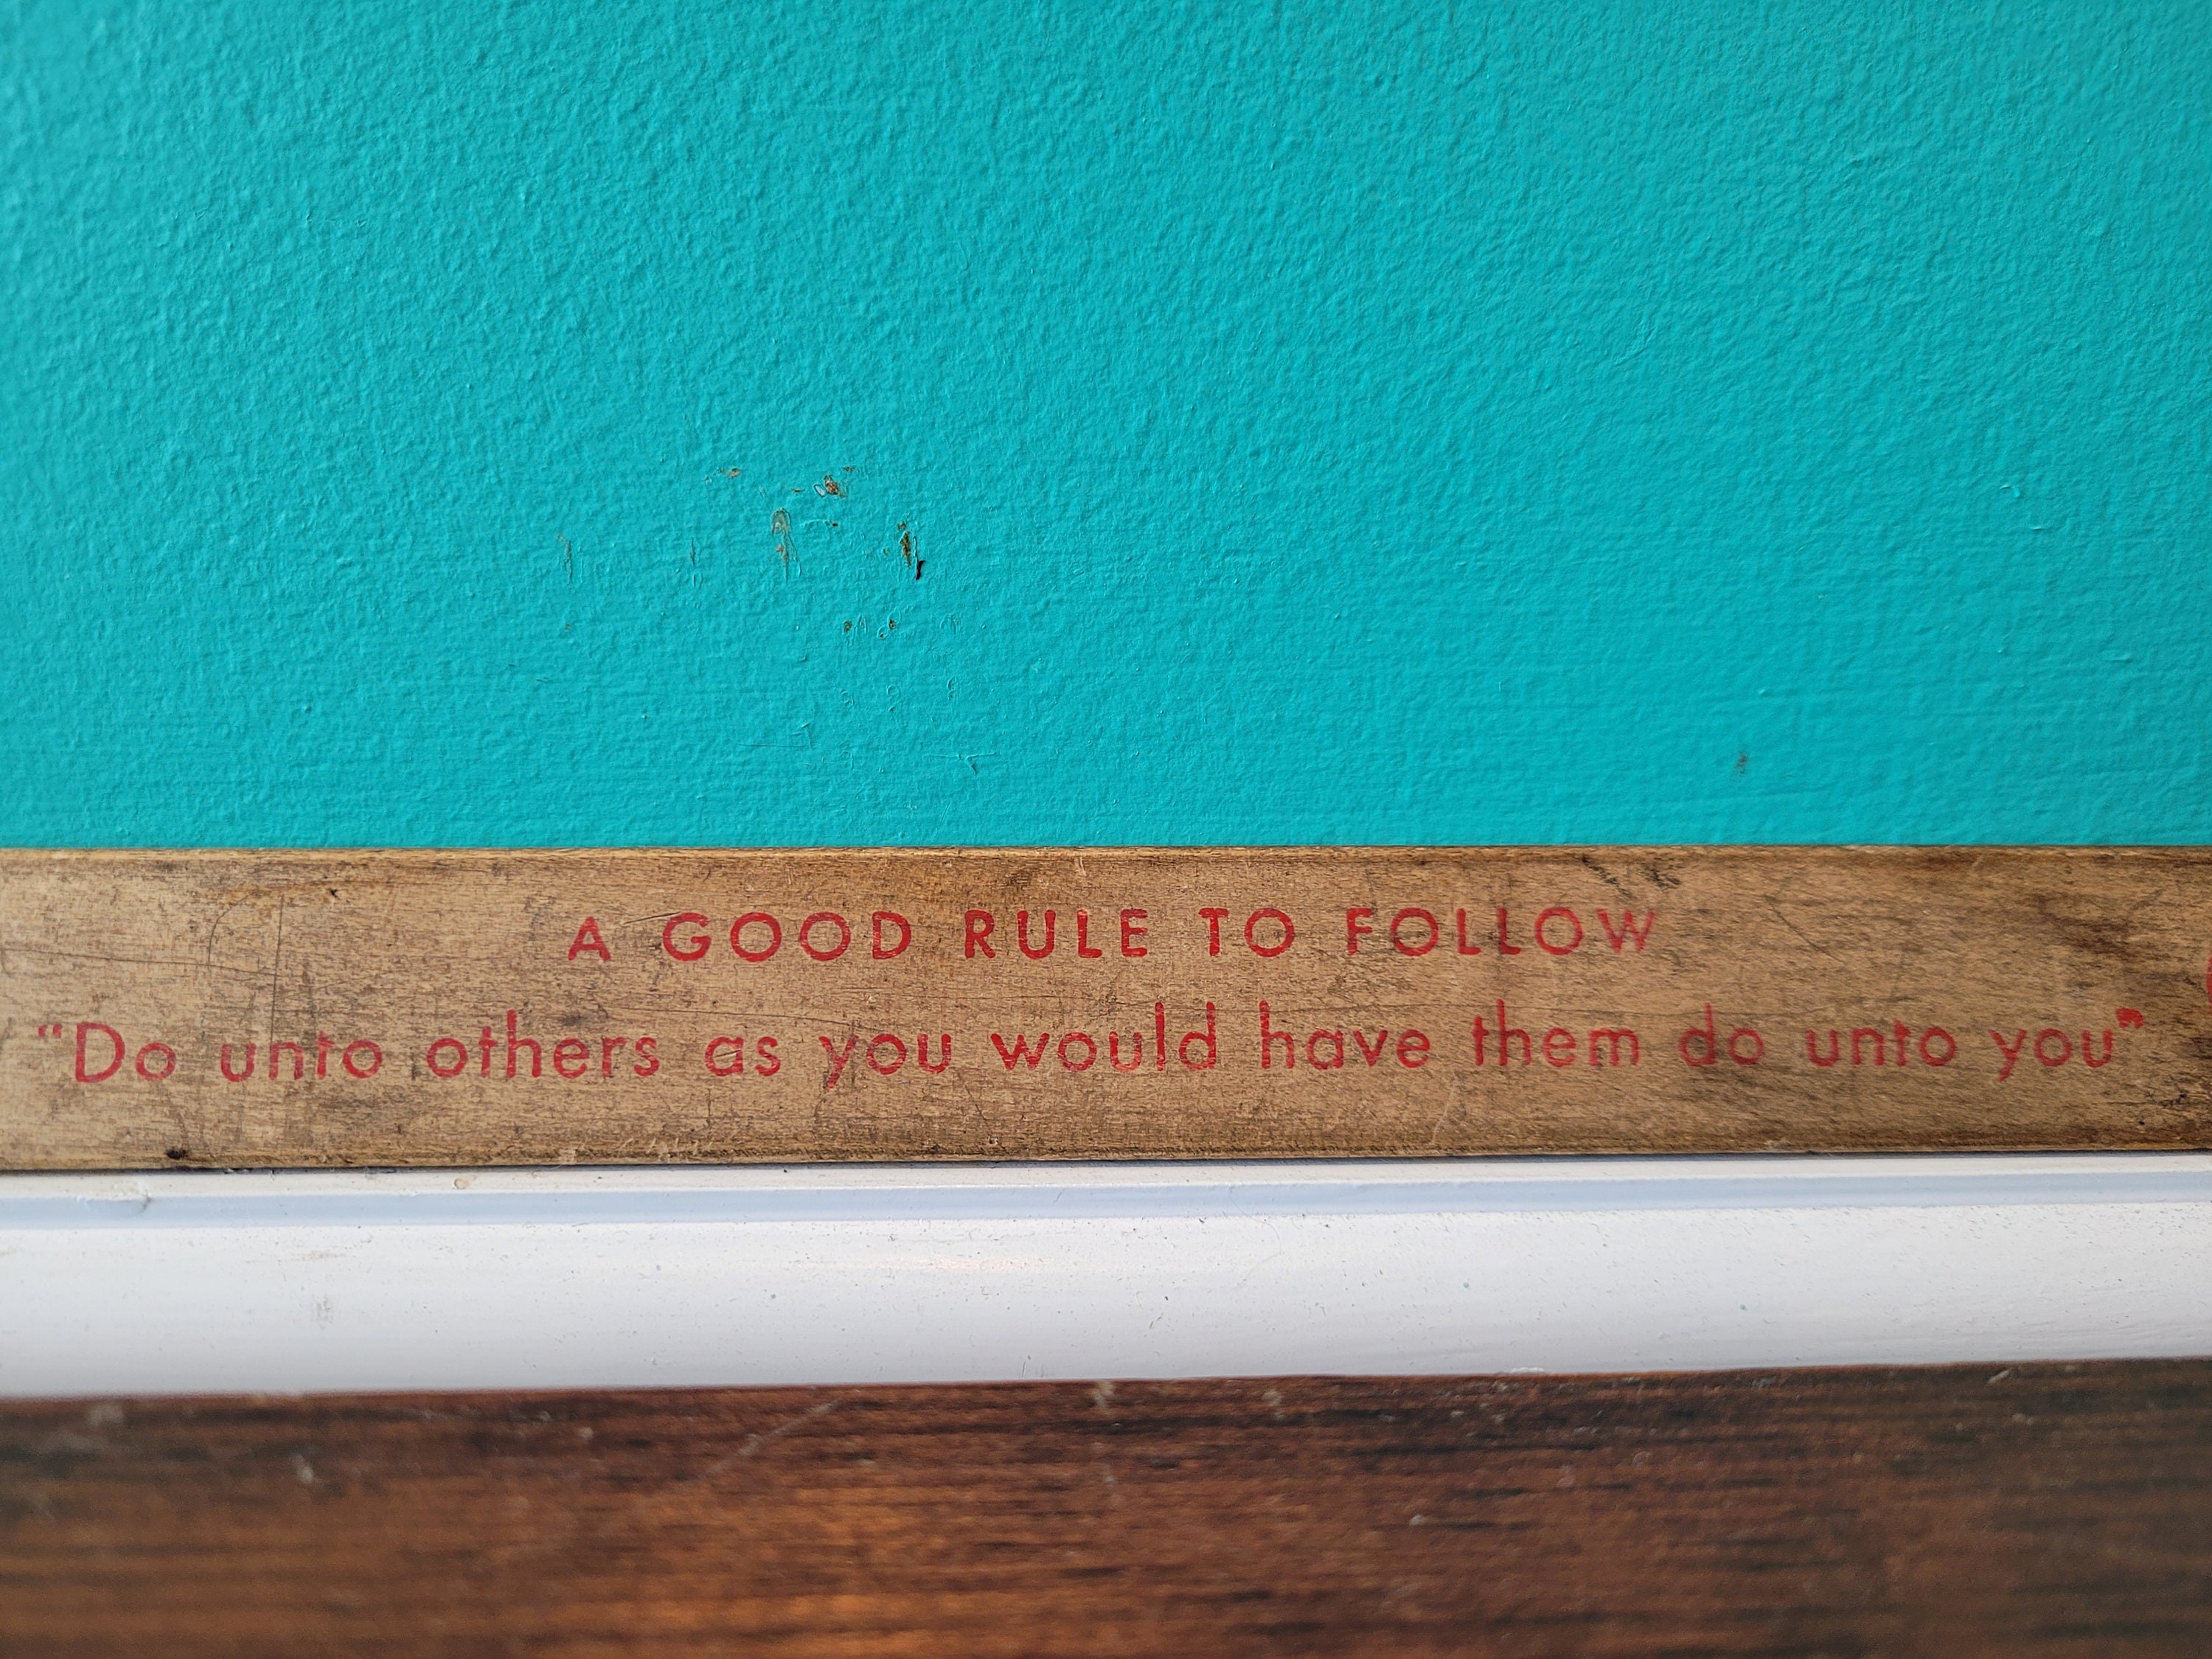 A GOOD RULE TO FOLLOW
“Do unto others as you would have them do unto you”